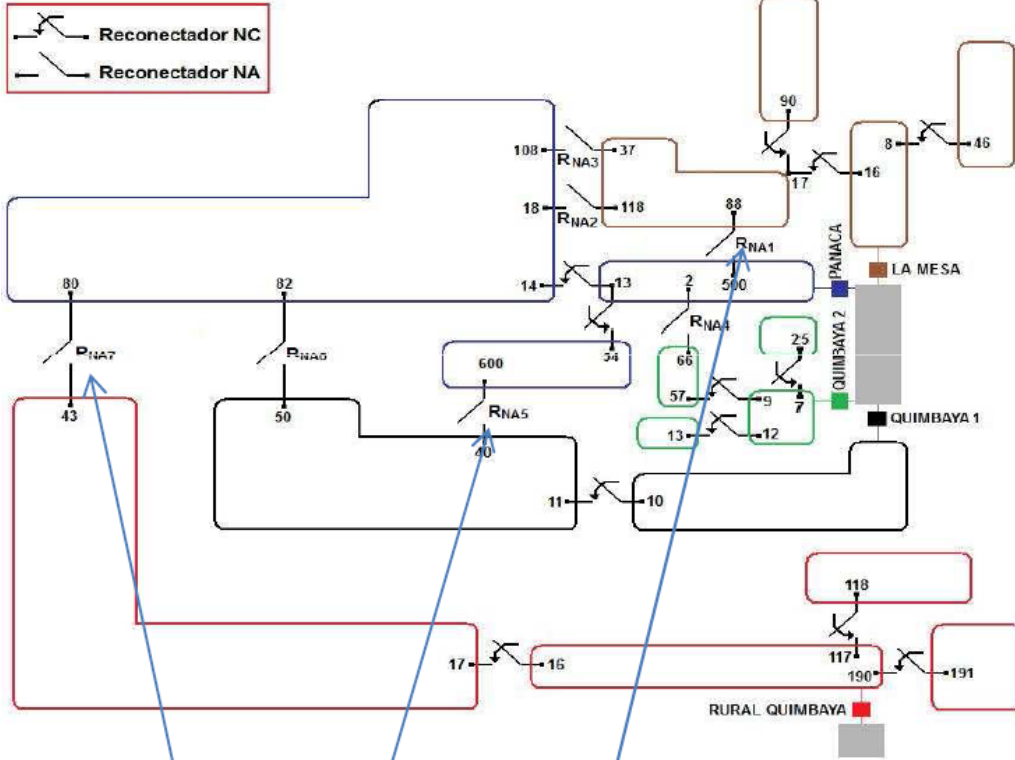 Reconectador NC
Reconectador NA
90
8
46
108
RNA3
37
17
16
18
RNA2
118
88
RNA1
PANACA
LA MESA
80
82
14
13
2
500
RNA4
QUIMBAYA 2
54
25
RNA7
RNA6
600
66
57
9
7
43
50
RNA5
13
12
QUIMBAYA 1
40
11
10
118
17
16
117
190
191
RURAL QUIMBAYA